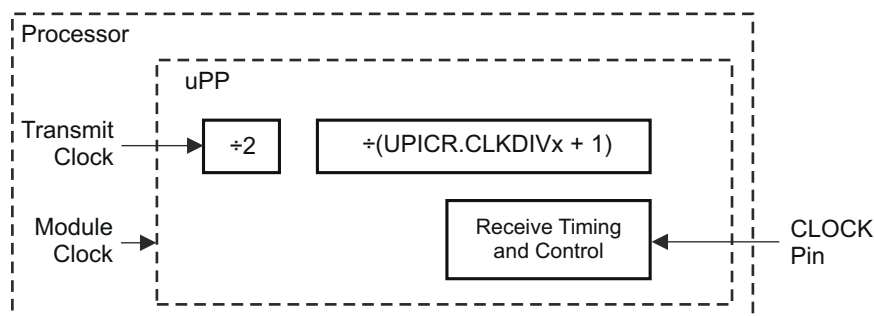 Processor
uPP
Transmit
Clock
÷2
÷(UPICR.CLKDIVx + 1)
Module
Clock
Receive Timing
and Control
CLOCK
Pin